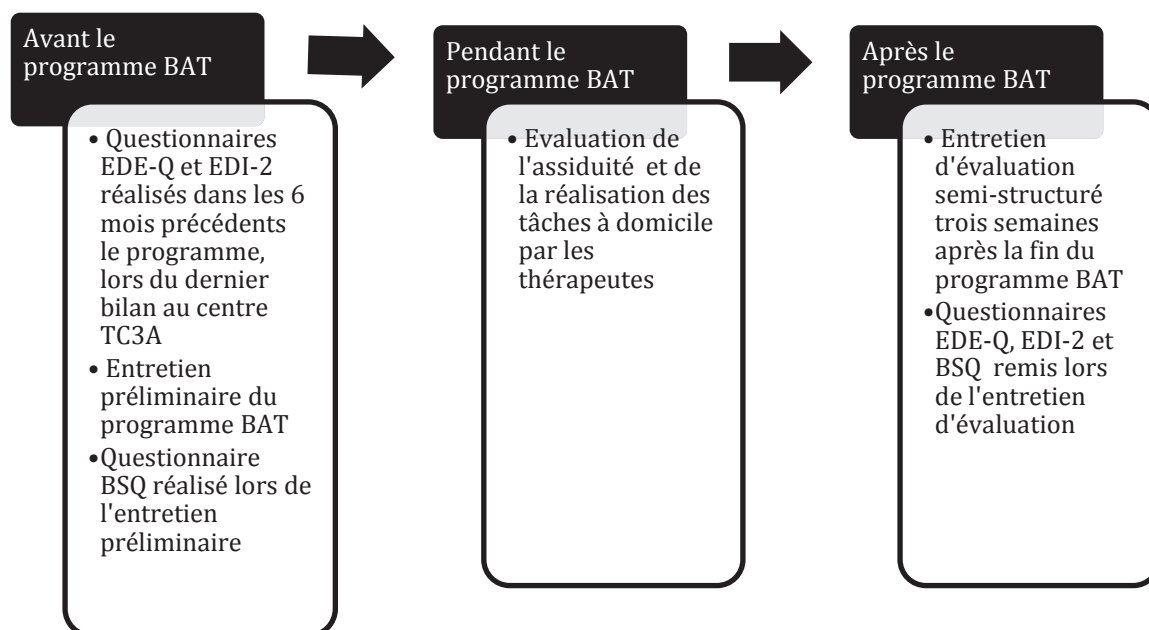 Avant le
programme BAT
• Questionnaires
EDE-Q et EDI-2
réalisés dans les 6
mois précédents
le programme,
lors du dernier
bilan au centre
TC3A
• Entretien
préliminaire du
programme BAT
•Questionnaire
BSQ réalisé lors de
l'entretien
préliminaire
Pendant le
programme BAT
• Evaluation de
l'assiduité et de
la réalisation des
tâches à domicile
par les
thérapeutes
Après le
programme BAT
• Entretien
d'évaluation
semi-structuré
trois semaines
après la fin du
programme BAT
•Questionnaires
EDE-Q, EDI-2 et
BSQ remis lors
de l'entretien
d'évaluation